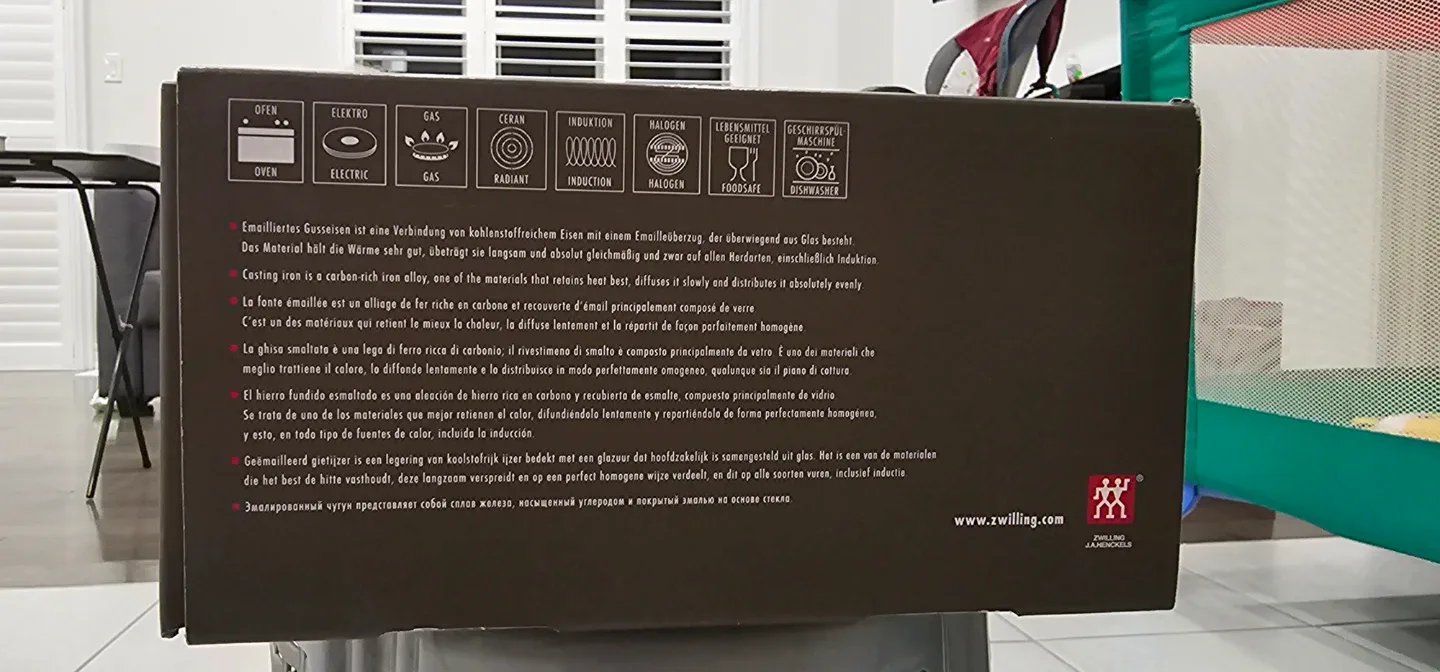 OFEN
OVEN
ELEKTRO
ELECTRIC
GAS
GAS
CERAN
RADIANT
INDUKTION
INDUCTION
HALOGEN
HALOGEN
LEBENSMITTEL
GEEIGNET
FOODSAFE
GESCHIRRSPÜL-
MASCHINE
DISHWASHER
Emailliertes Gusseisen ist eine Verbindung von kohlenstoffreichem Eisen mit einem Emailleüberzug, der überwiegend aus Glas besteht.
Das Material hält die Wärme sehr gut, übeträgt sie langsam und absolut gleichmäßig und zwar auf allen Herdarten, einschließlich Induktion.
Casting iron is a carbon-rich iron alloy, one of the materials that retains heat best, diffuses it slowly and distributes it absolutely evenly.
La fonte émaillée est un alliage de fer riche en carbone et recouverte d'émail principalement composé de verre
C'est un des matériaux qui retient le mieux la chaleur, la diffuse lentement et la répartit de façon parfaitement homogène.
La ghisa smaltata è una lega di ferro ricca di carbonio; il rivestimeno di smalto è composto principalmente da vetro. È uno dei materiali che
meglio trattiene il calore, lo diffonde lentamente e lo distribuisce in modo perfettamente omogeneo, qualunque sia il piano di cottura.
El hierro fundido esmaltado es una aleación de hierro rica en carbono y recubierta de esmalte, compuesto principalmente de vidrio
Se trata de uno de los materiales que mejor retienen el calor, difundiéndolo lentamente y repartiéndolo de forma perfectamente homogénea,
y esto, en todo tipo de fuentes de calor, incluida la inducción.
Geëmailleerd gietijzer is een legering van koolstofrijk ijzer bedekt met een glazuur dat hoofdzakelijk is samengesteld uit glas. Het is een van de materialen
die het best de hitte vasthoudt, deze langzaam verspreidt en op een perfect homogene wijze verdeelt, en dit op alle soorten vuren, inclusief inductie.
Эмалированный чугун представляет собой сплав железа, насыщенный углеродом и покрытый эмалью на основе стекла.
www.zwilling.com
®
ZWILLING
J.A.HENCKELS